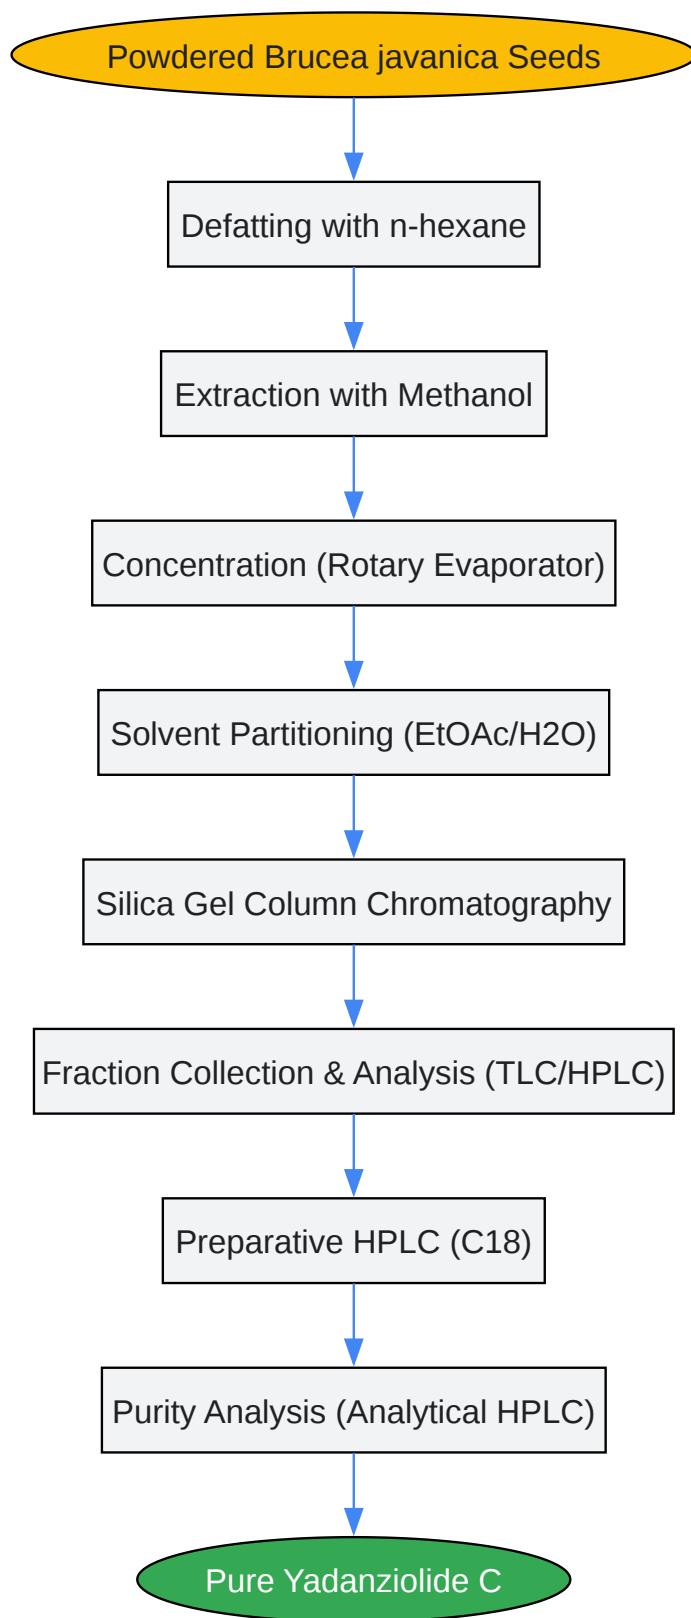 Powdered Brucea javanica Seeds
Defatting with n-hexane
Extraction with Methanol
Concentration (Rotary Evaporator)
Solvent Partitioning (EtOAc/H2O)
Silica Gel Column Chromatography
Fraction Collection & Analysis (TLC/HPLC)
Preparative HPLC (C18)
Purity Analysis (Analytical HPLC)
Pure Yadanziolide C